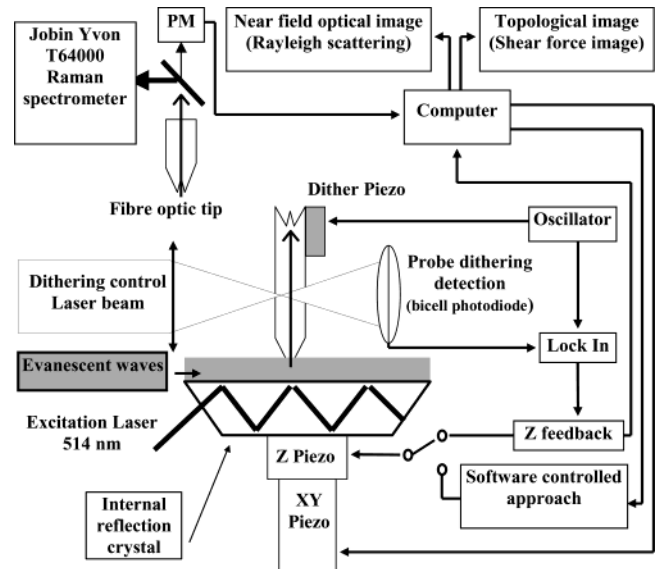 Jobin Yvon
T64000
Raman
spectrometer
PM
Near field optical image
(Rayleigh scattering)
Topological image
(Shear force image)
Computer
Fibre optic tip
Dither Piezo
Oscillator
Dithering control
Laser beam
Probe dithering
detection
(bicell photodiode)
Lock In
Evanescent waves
Excitation Laser
514 nm
Z feedback
Z Piezo
Software controlled
approach
XY
Piezo
Internal
reflection
crystal